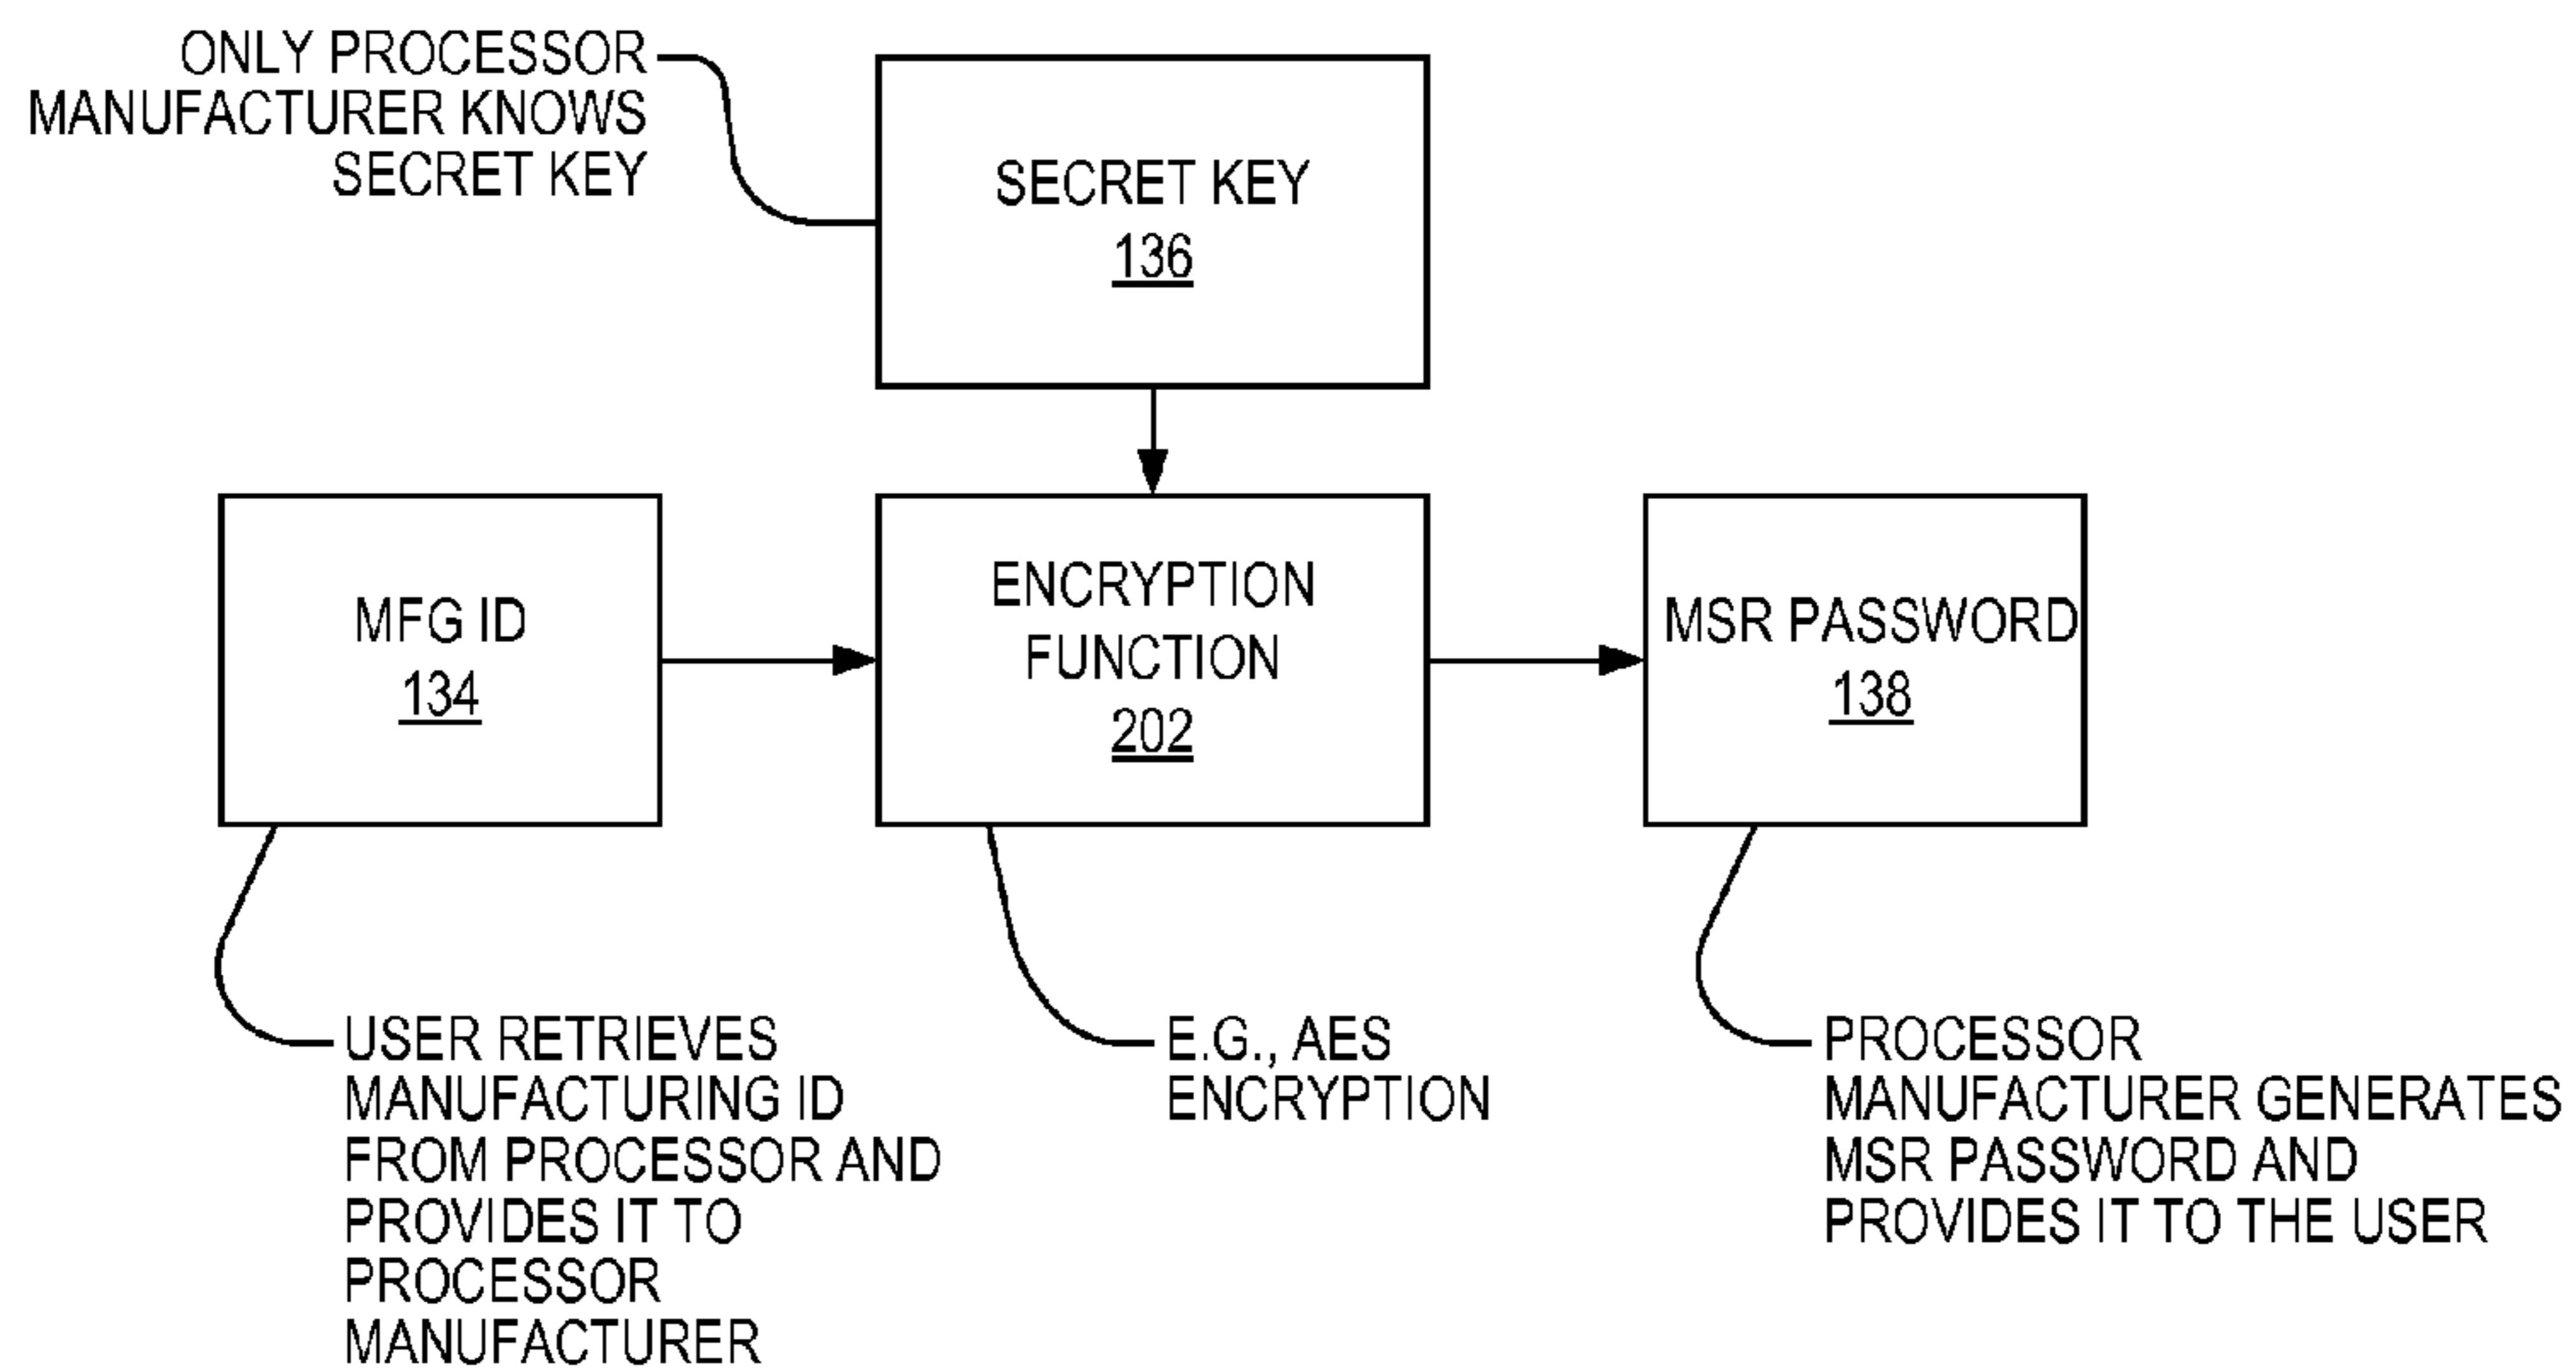 ONLY PROCESSOR
MANUFACTURER KNOWS
SECRET KEY
SECRET KEY
136
MFG ID
134
ENCRYPTION
FUNCTION
202
MSR PASSWORD
138
USER RETRIEVES
MANUFACTURING ID
FROM PROCESSOR AND
PROVIDES IT TO
PROCESSOR
MANUFACTURER
E.G., AES
ENCRYPTION
PROCESSOR
MANUFACTURER GENERATES
MSR PASSWORD AND
PROVIDES IT TO THE USER